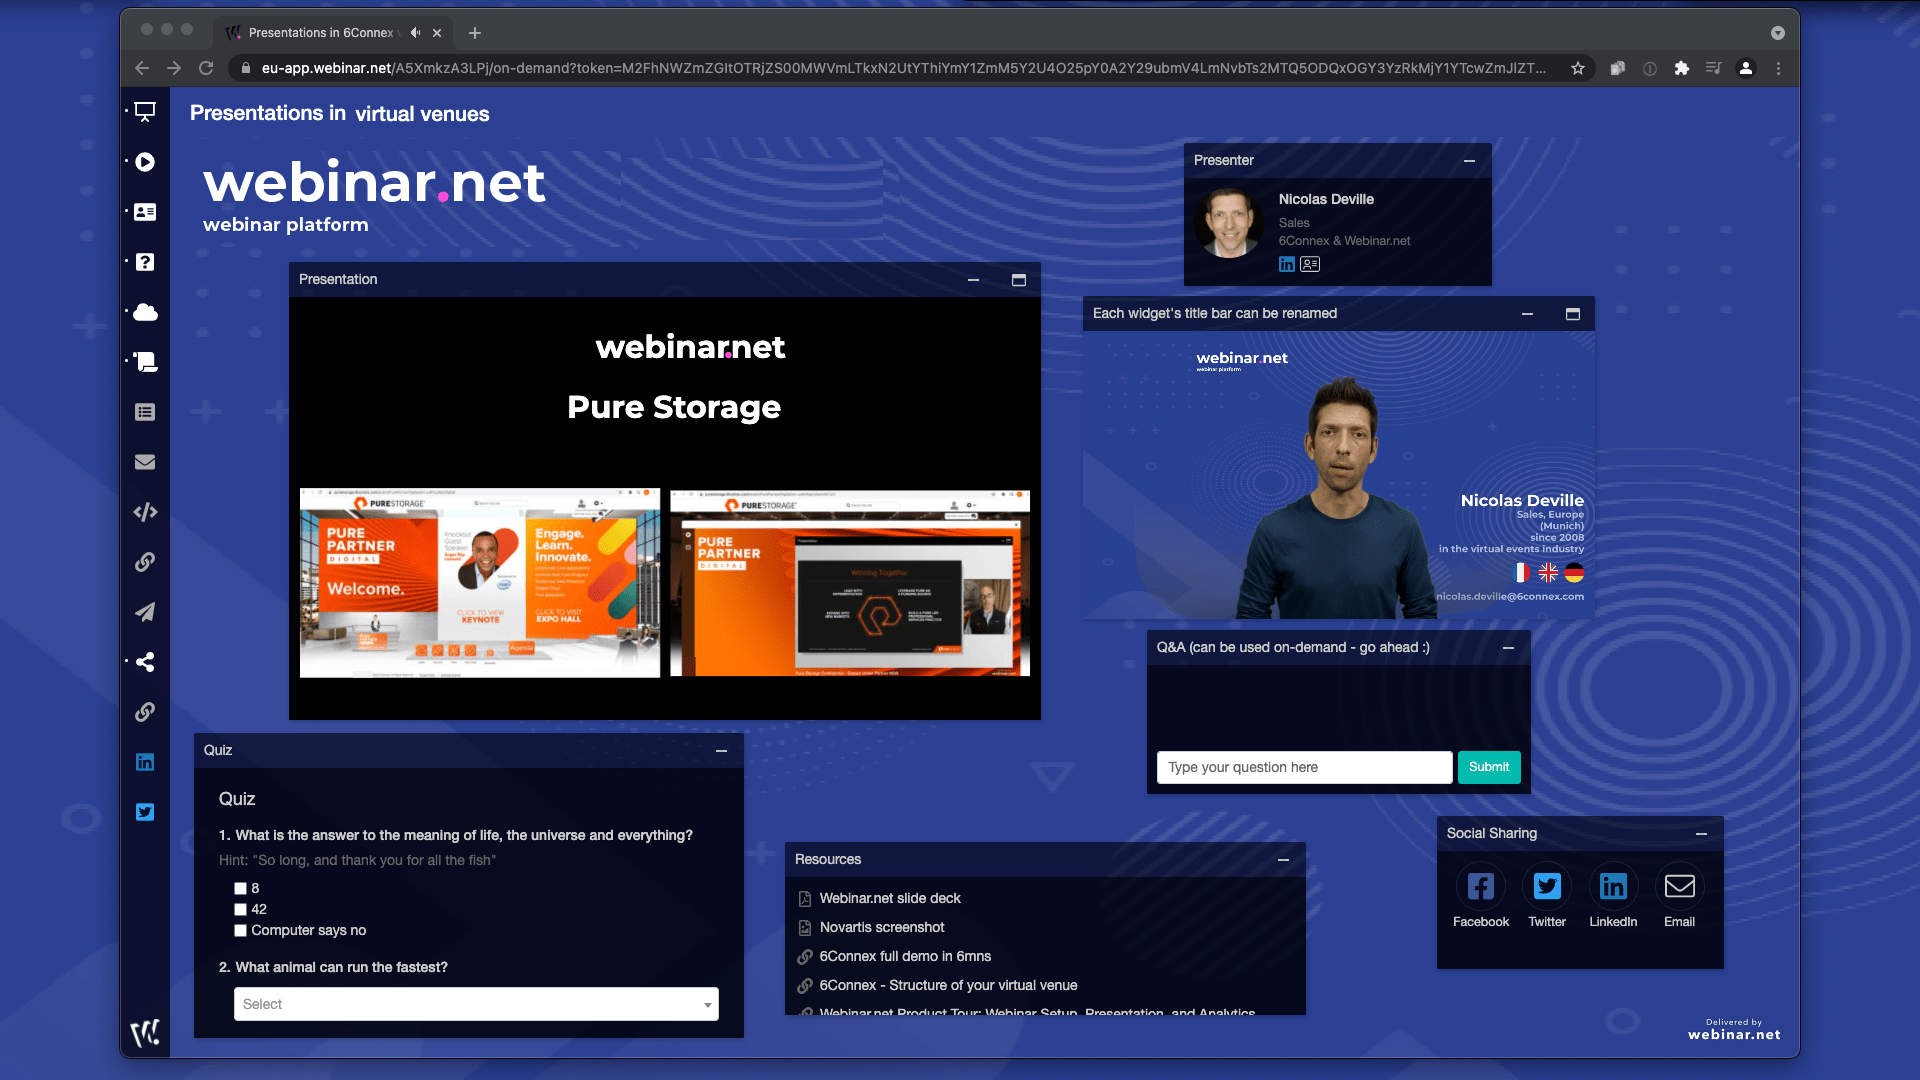 Presentations in 6Connex
eu-app.webinar.net/A5XmkzA3LPj/on-demand?token=M2FhNWZmZGItOTRjZS00MWVmLTkxN2UtYThiYmY1ZmM5Y2U4O25pY0A2Y29ubmV4LmNvbTs2MTQ5ODQxOGY3YzRkMjY1YTcwZmJlZT...
Presentations in virtual venues
webinar.net
webinar platform
Presenter
Nicolas Deville
Sales
6Connex & Webinar.net
Presentation
webinar.net
Pure Storage
PURESTORAGE
PURE PARTNER
DIGITAL
Welcome.
Knockout Guest Speaker
CLICK TO VIEW KEYNOTE
Engage.
Learn.
Innovate.
CLICK TO VISIT EXPO HALL
Agenda
PURESTORAGE
PURE PARTNER
DIGITAL
Winning Together
Each widget's title bar can be renamed
webinar.net
webinar platform
Nicolas Deville
Sales, Europe
(Munich)
since 2008
in the virtual events industry
nicolas.deville@6connex.com
Q&A (can be used on-demand - go ahead :)
Type your question here
Submit
Quiz
Quiz
1. What is the answer to the meaning of life, the universe and everything?
Hint: "So long, and thank you for all the fish"
8
42
Computer says no
2. What animal can run the fastest?
Select
Resources
Webinar.net slide deck
Novartis screenshot
6Connex full demo in 6mns
6Connex - Structure of your virtual venue
Webinar.net Product Tour: Webinar Setup, Presentation, and Analytics
Social Sharing
Facebook
Twitter
LinkedIn
Email
Delivered by
webinar.net